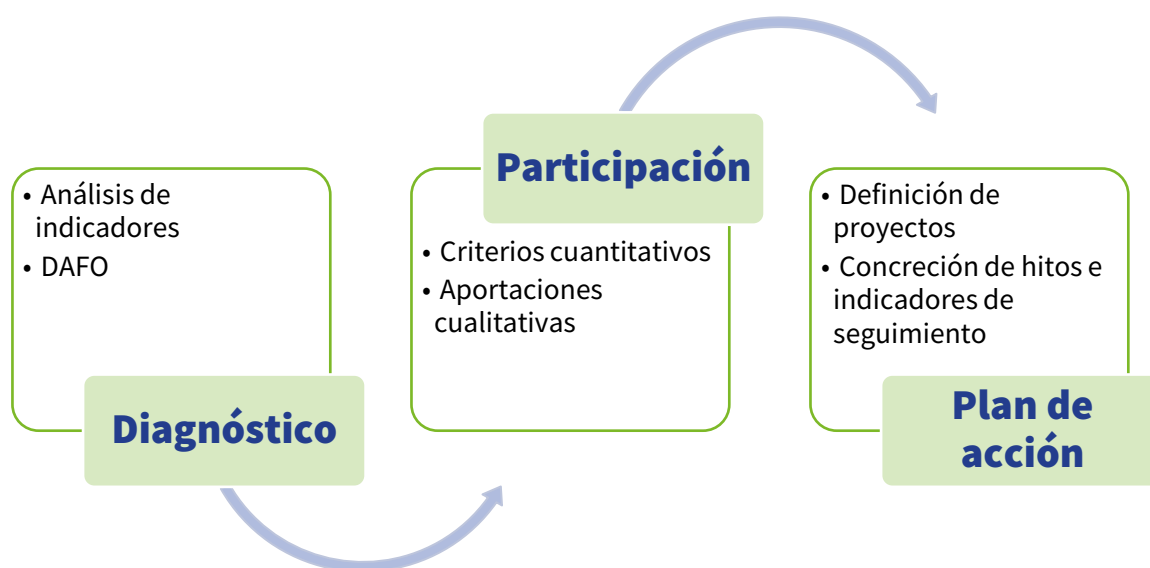 • Análisis de
indicadores
• DAFO
Diagnóstico
Participación
• Criterios cuantitativos
• Aportaciones
cualitativas
• Definición de
proyectos
• Concreción de hitos e
indicadores de
seguimiento
Plan de
acción